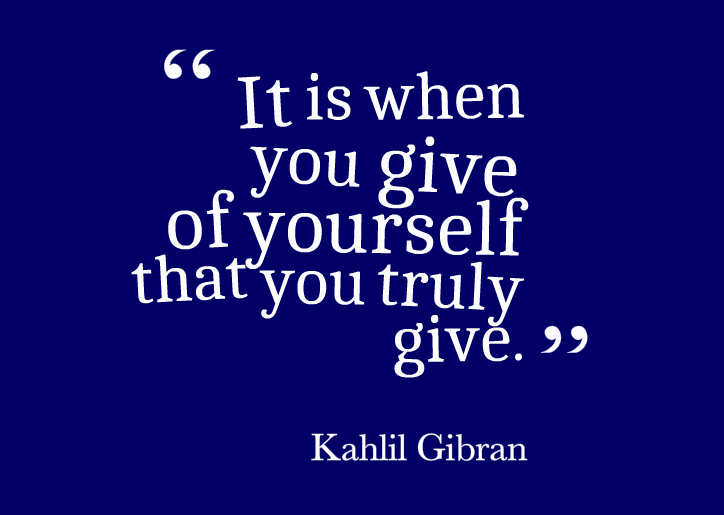 “ It is when
you give
of yourself
that you truly
give. ”
Kahlil Gibran